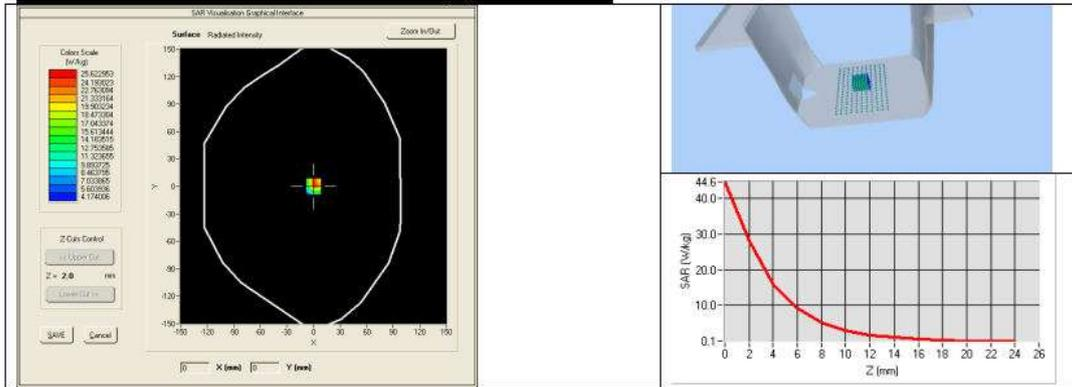 SAR Visualisation Graphical Interface
Surface Radiated Intensity
Zoom In/Out
Colors Scale
(W/kg)
25.622953
24.193023
22.763094
21.333164
19.903234
18.473304
17.043374
15.613444
14.183515
12.753585
11.323655
9.893725
8.463795
7.033865
5.603936
4.174006
Z-Cuts Control
<< Upper Cut
Z = 2.0 mm
Lower Cut >>
SAVE Cancel
150
120
90
60
30
0
-30
-60
-90
-120
-150
Y
-150 -120 -90 -60 -30 0 30 60 90 120 150
X
0 X (mm) 0 Y (mm)
44.6
40.0
30.0
20.0
10.0
0.1
SAR (W/kg)
0 2 4 6 8 10 12 14 16 18 20 22 24 26
Z (mm)